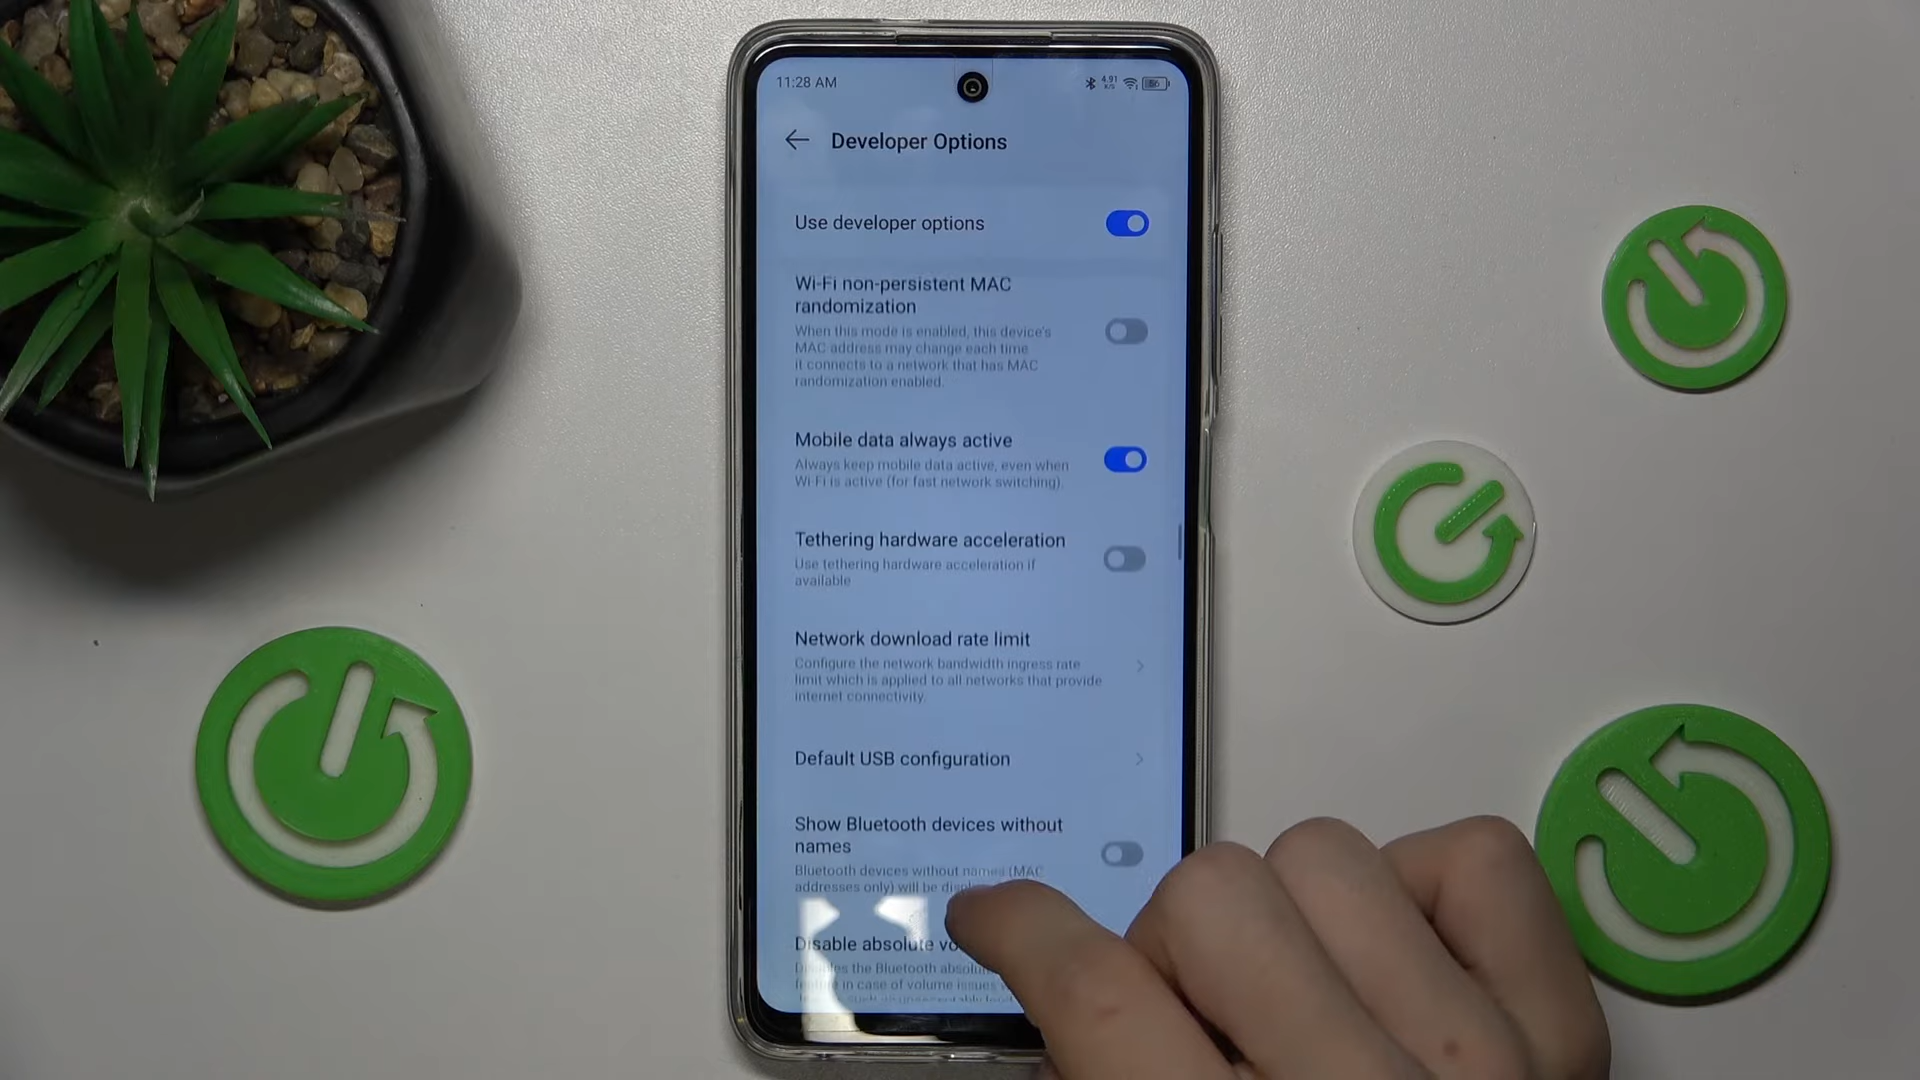 11:28 AM
4.91
K/S
Developer Options
Use developer options
Wi-Fi non-persistent MAC
randomization
When this mode is enabled, this device's
MAC address may change each time
it connects to a network that has MAC
randomization enabled.
Mobile data always active
Always keep mobile data active, even when
Wi-Fi is active (for fast network switching).
Tethering hardware acceleration
Use tethering hardware acceleration if
available
Network download rate limit
Configure the network bandwidth ingress rate
limit which is applied to all networks that provide
internet connectivity.
Default USB configuration
Show Bluetooth devices without
names
Bluetooth devices without names (MAC
addresses only) will be
Disable absolute
the Bluetooth
in case of volume issues